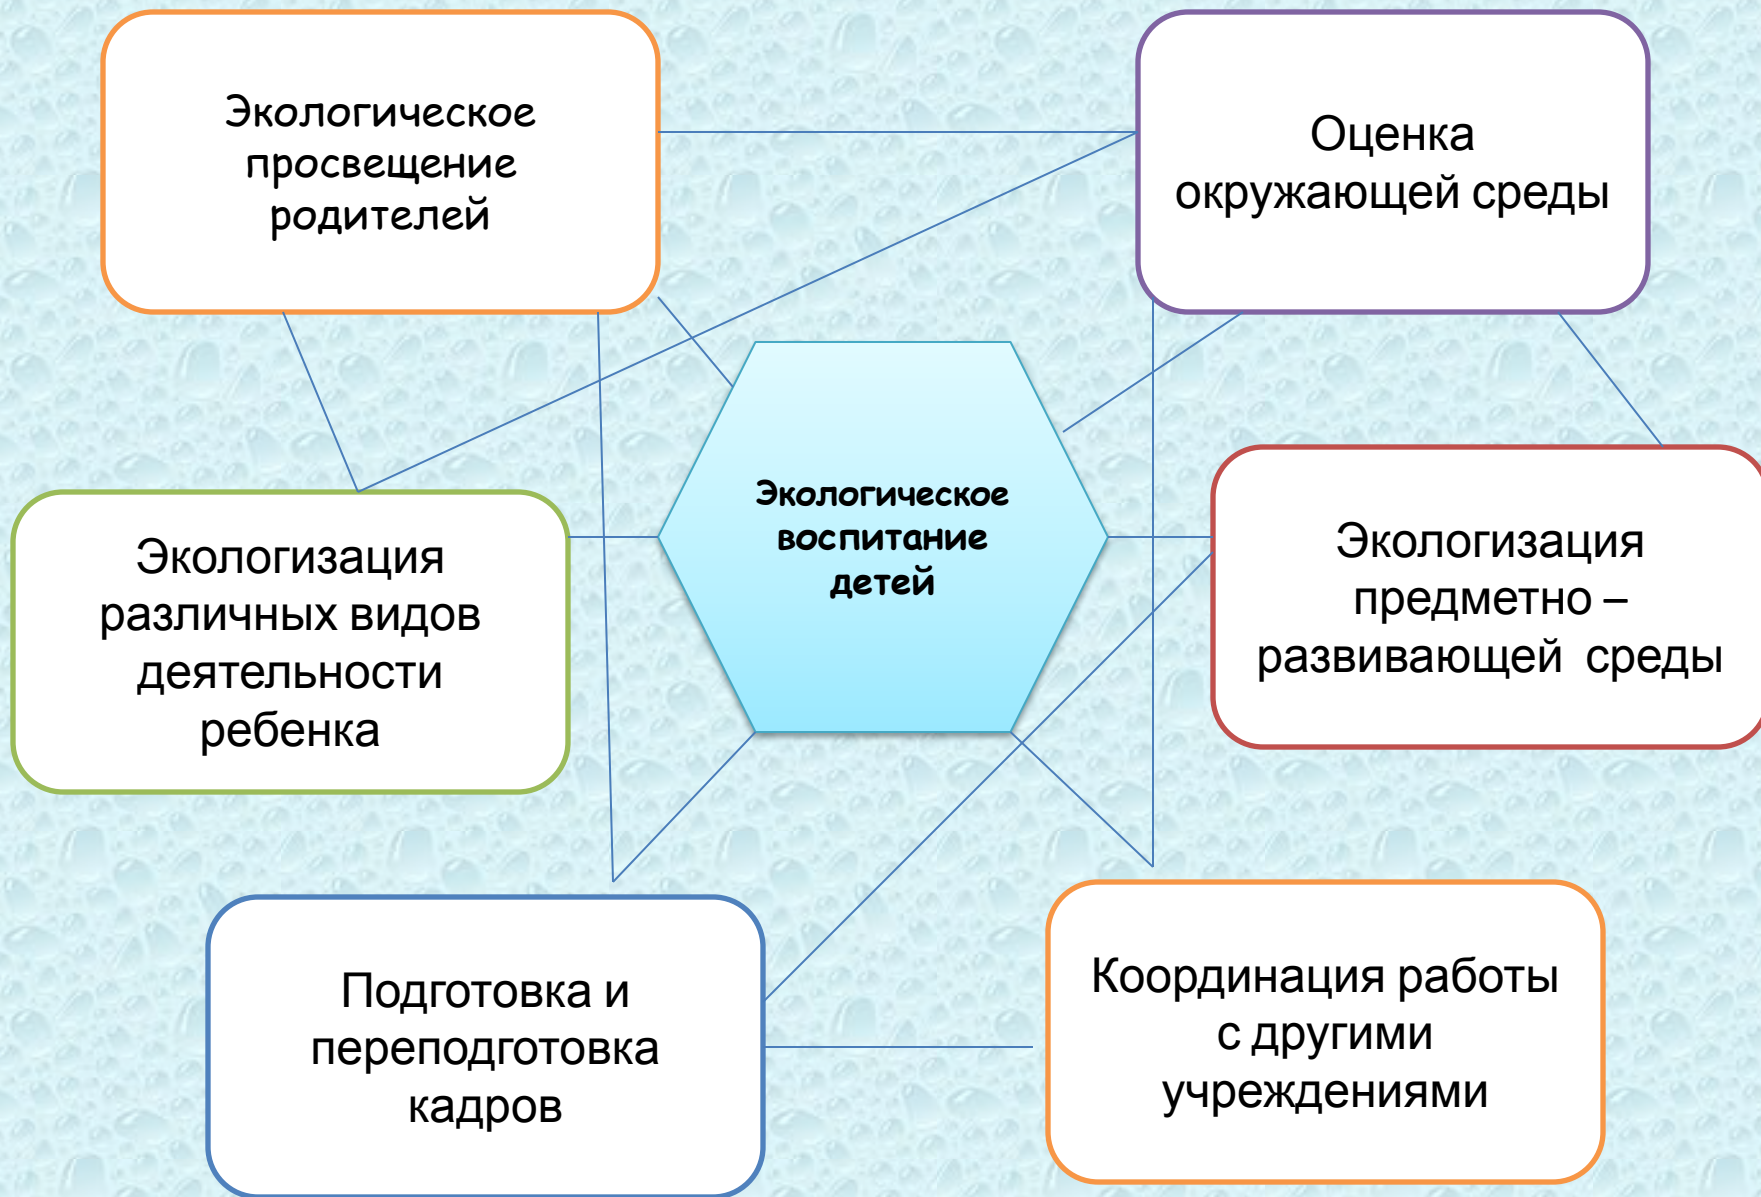 Экологическое
просвещение
родителей
Оценка
окружающей среды
Экологическое
воспитание
детей
Экологизация
различных видов
деятельности
ребенка
Экологизация
предметно –
развивающей среды
Подготовка и
переподготовка
кадров
Координация работы
с другими
учреждениями